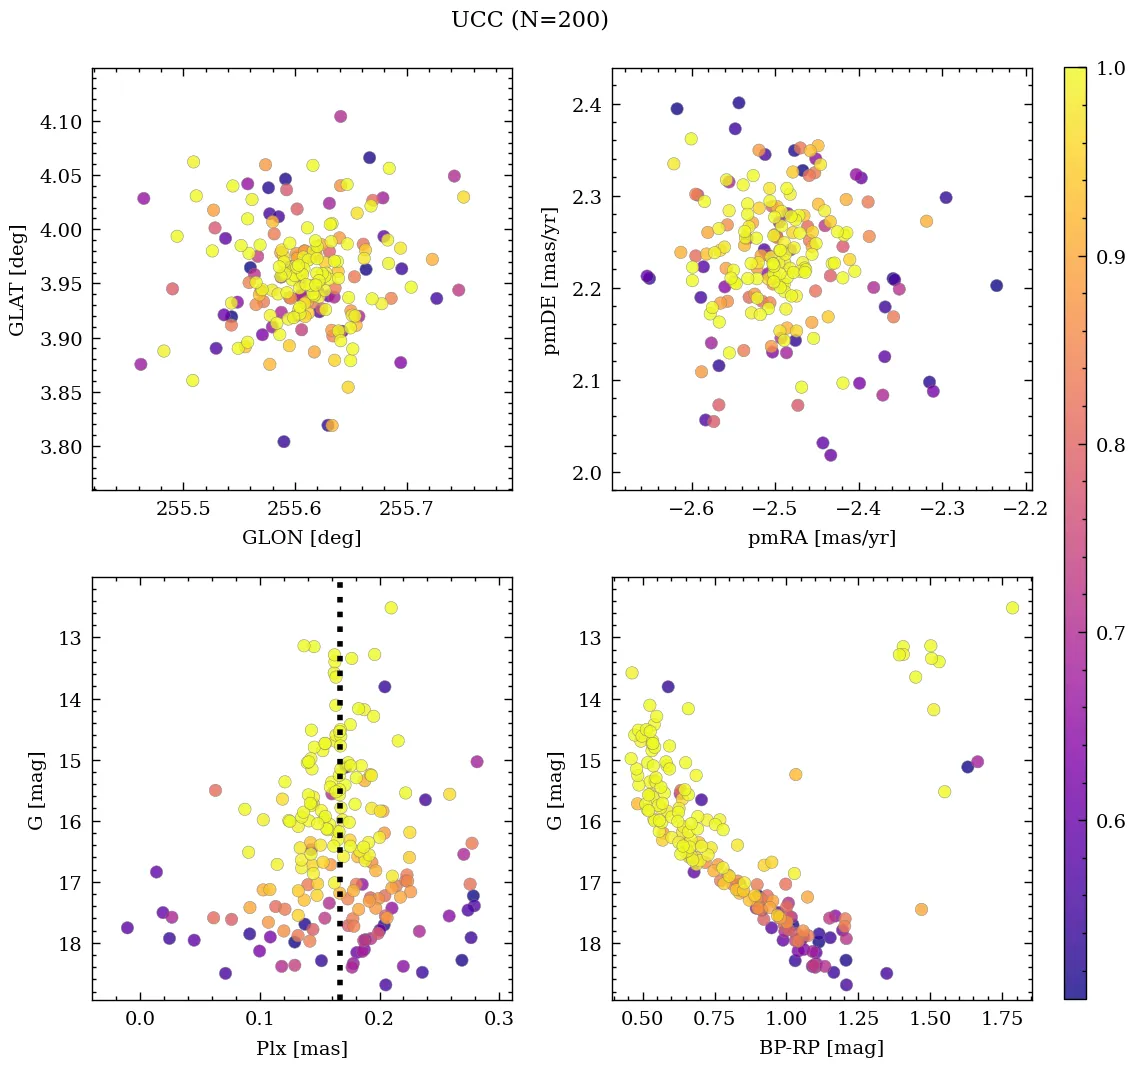 UCC (N=200)
4.10
4.05
4.00
3.95
3.90
3.85
3.80
GLAT [deg]
255.5 255.6 255.7
GLON [deg]
2.4
2.3
2.2
2.1
2.0
pmDE [mas/yr]
−2.6 −2.5 −2.4 −2.3 −2.2
pmRA [mas/yr]
13
14
15
16
17
18
G [mag]
0.0 0.1 0.2 0.3
Plx [mas]
13
14
15
16
17
18
G [mag]
0.50 0.75 1.00 1.25 1.50 1.75
BP-RP [mag]
1.0
0.9
0.8
0.7
0.6